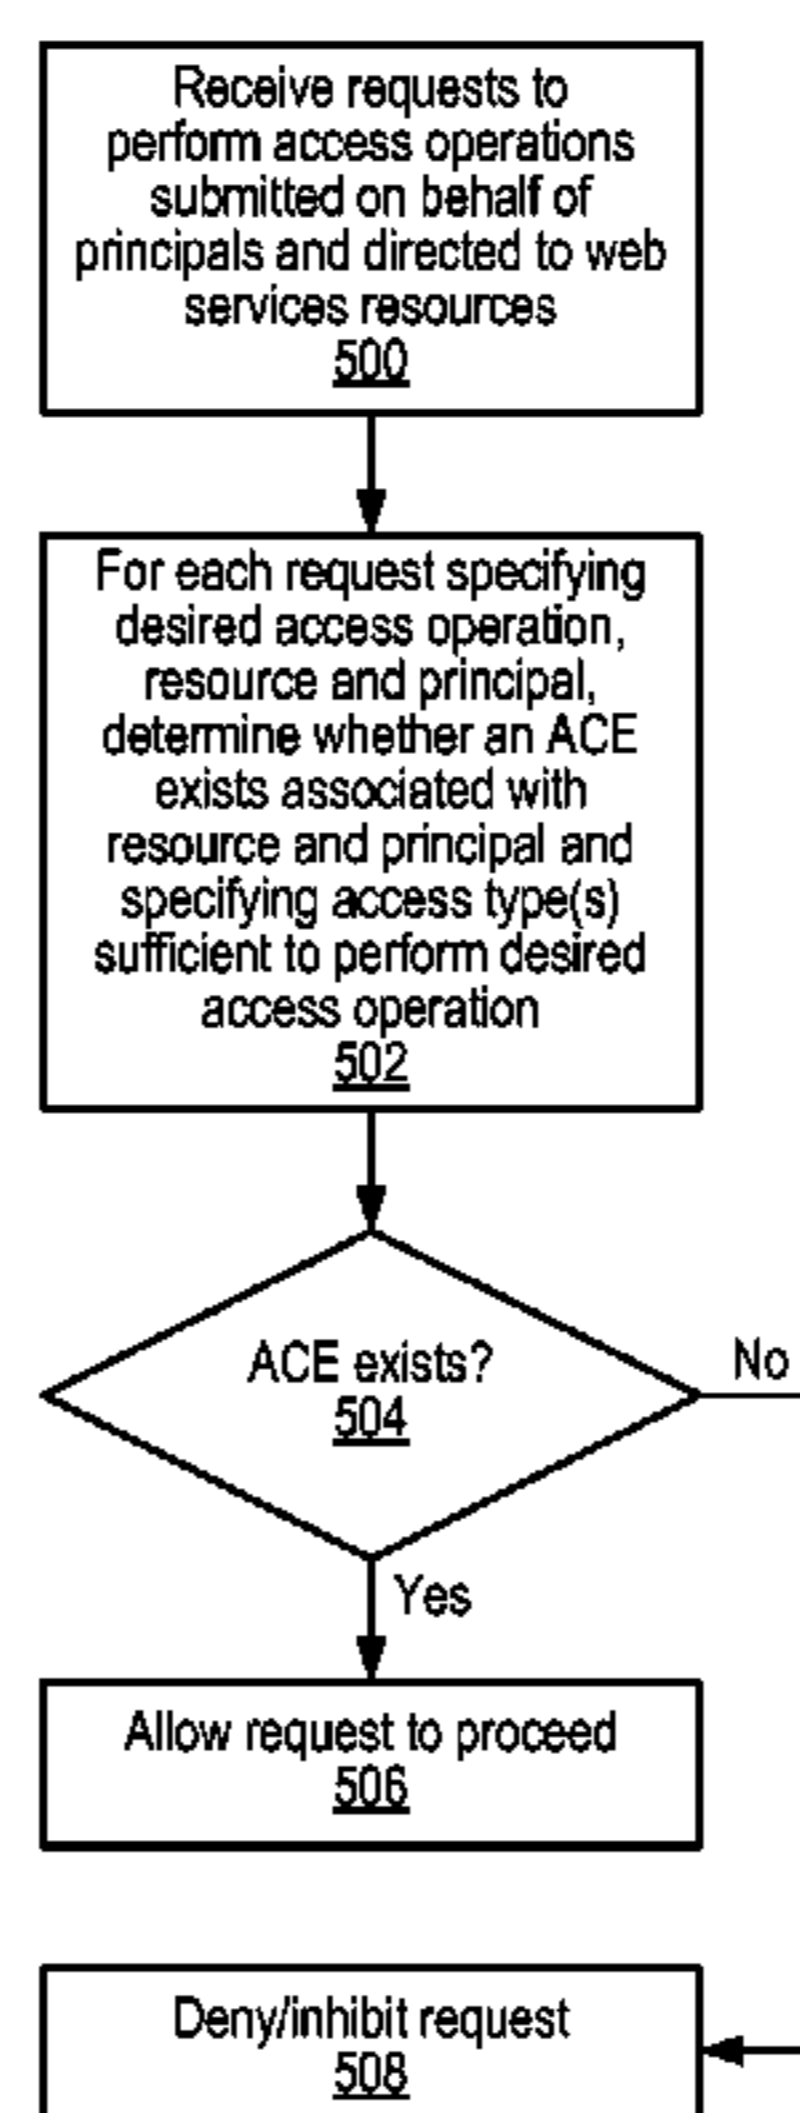 Receive requests to
perform access operations
submitted on behalf of
principals and directed to web
services resources
500
For each request specifying
desired access operation,
resource and principal,
determine whether an ACE
exists associated with
resource and principal and
specifying access type(s)
sufficient to perform desired
access operation
502
ACE exists?
504
No
Yes
Allow request to proceed
506
Deny/inhibit request
508